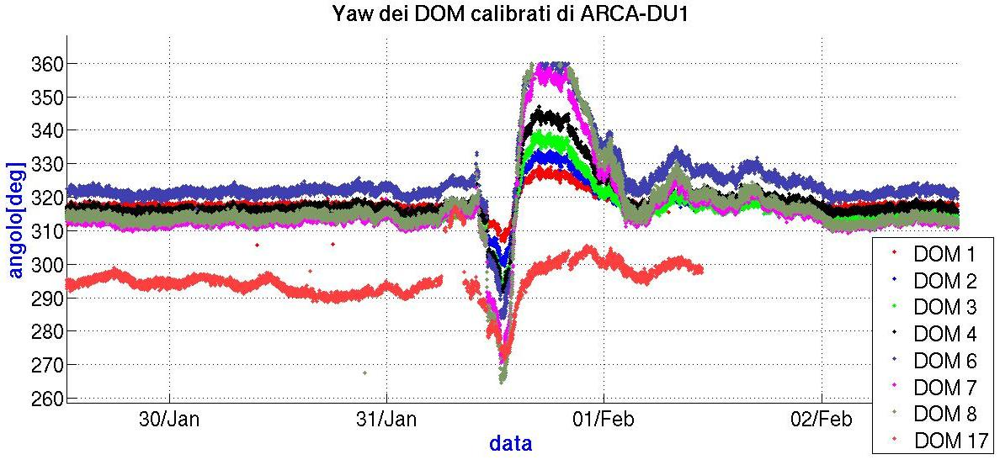 Yaw dei DOM calibrati di ARCA-DU1
angolo[deg]
360
350
340
330
320
310
300
290
280
270
260
30/Jan
31/Jan
01/Feb
02/Feb
data
DOM 1
DOM 2
DOM 3
DOM 4
DOM 6
DOM 7
DOM 8
DOM 17